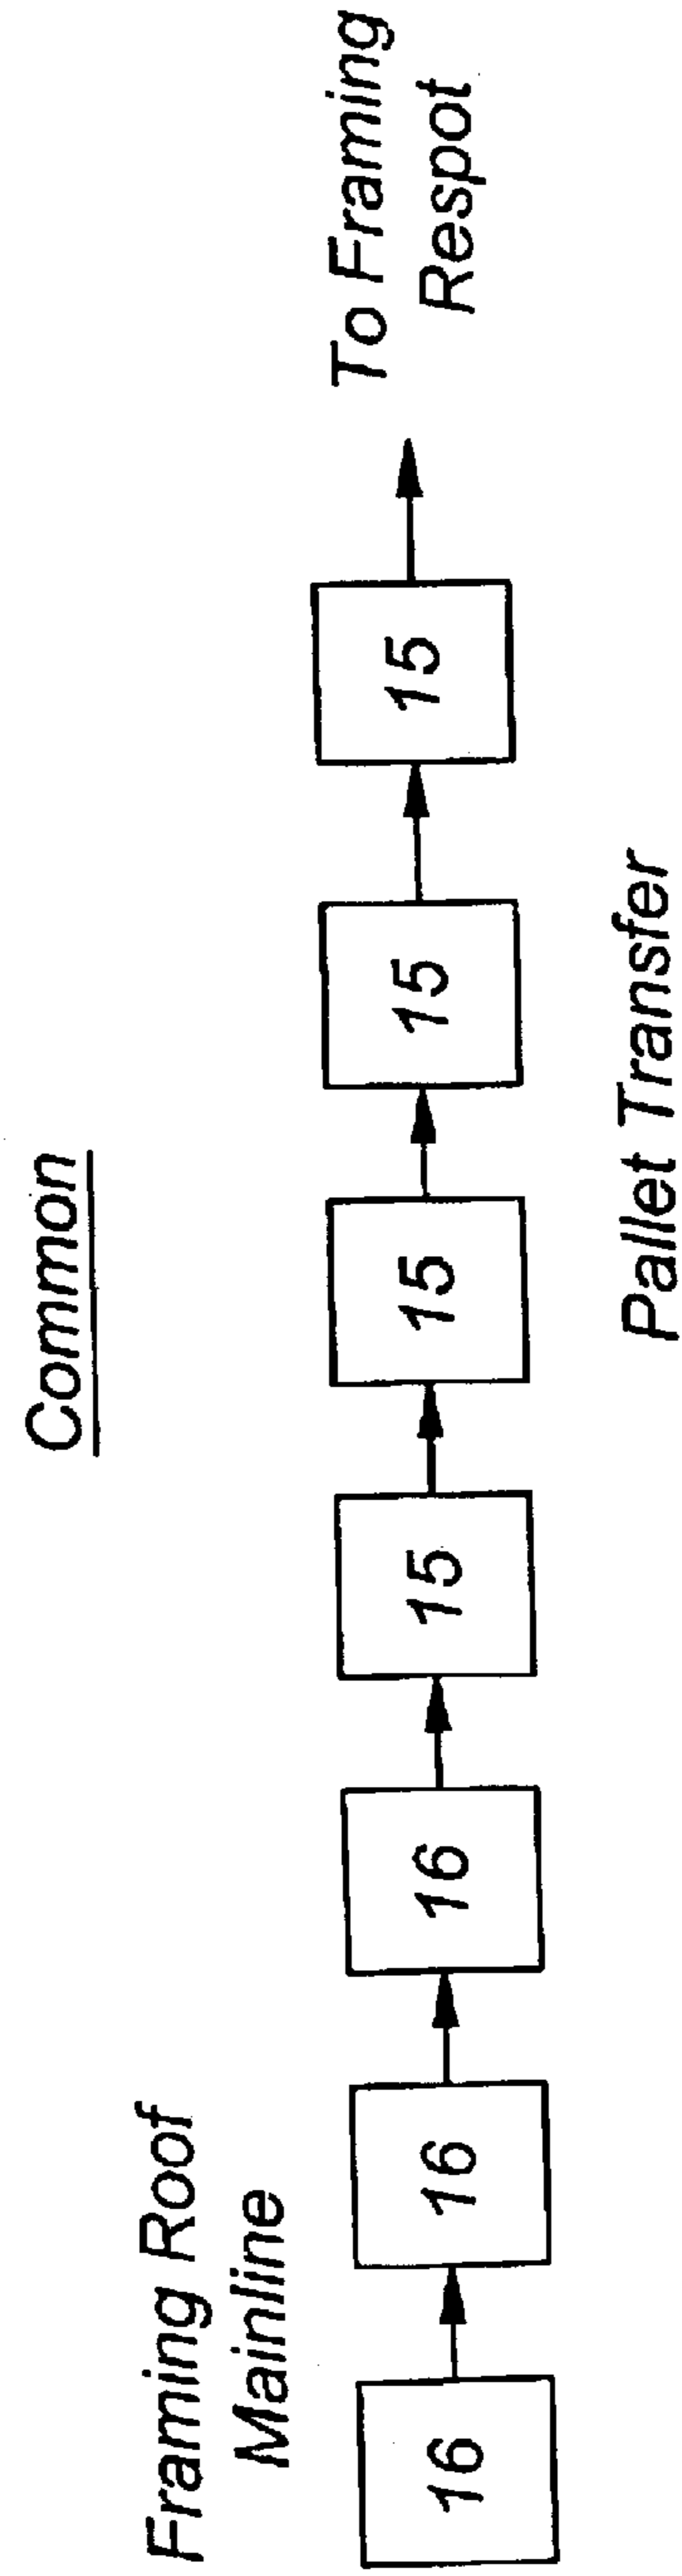 Common
Framing Roof
Mainline
16
16
16
15
15
15
15
To Framing
Respot
Pallet Transfer